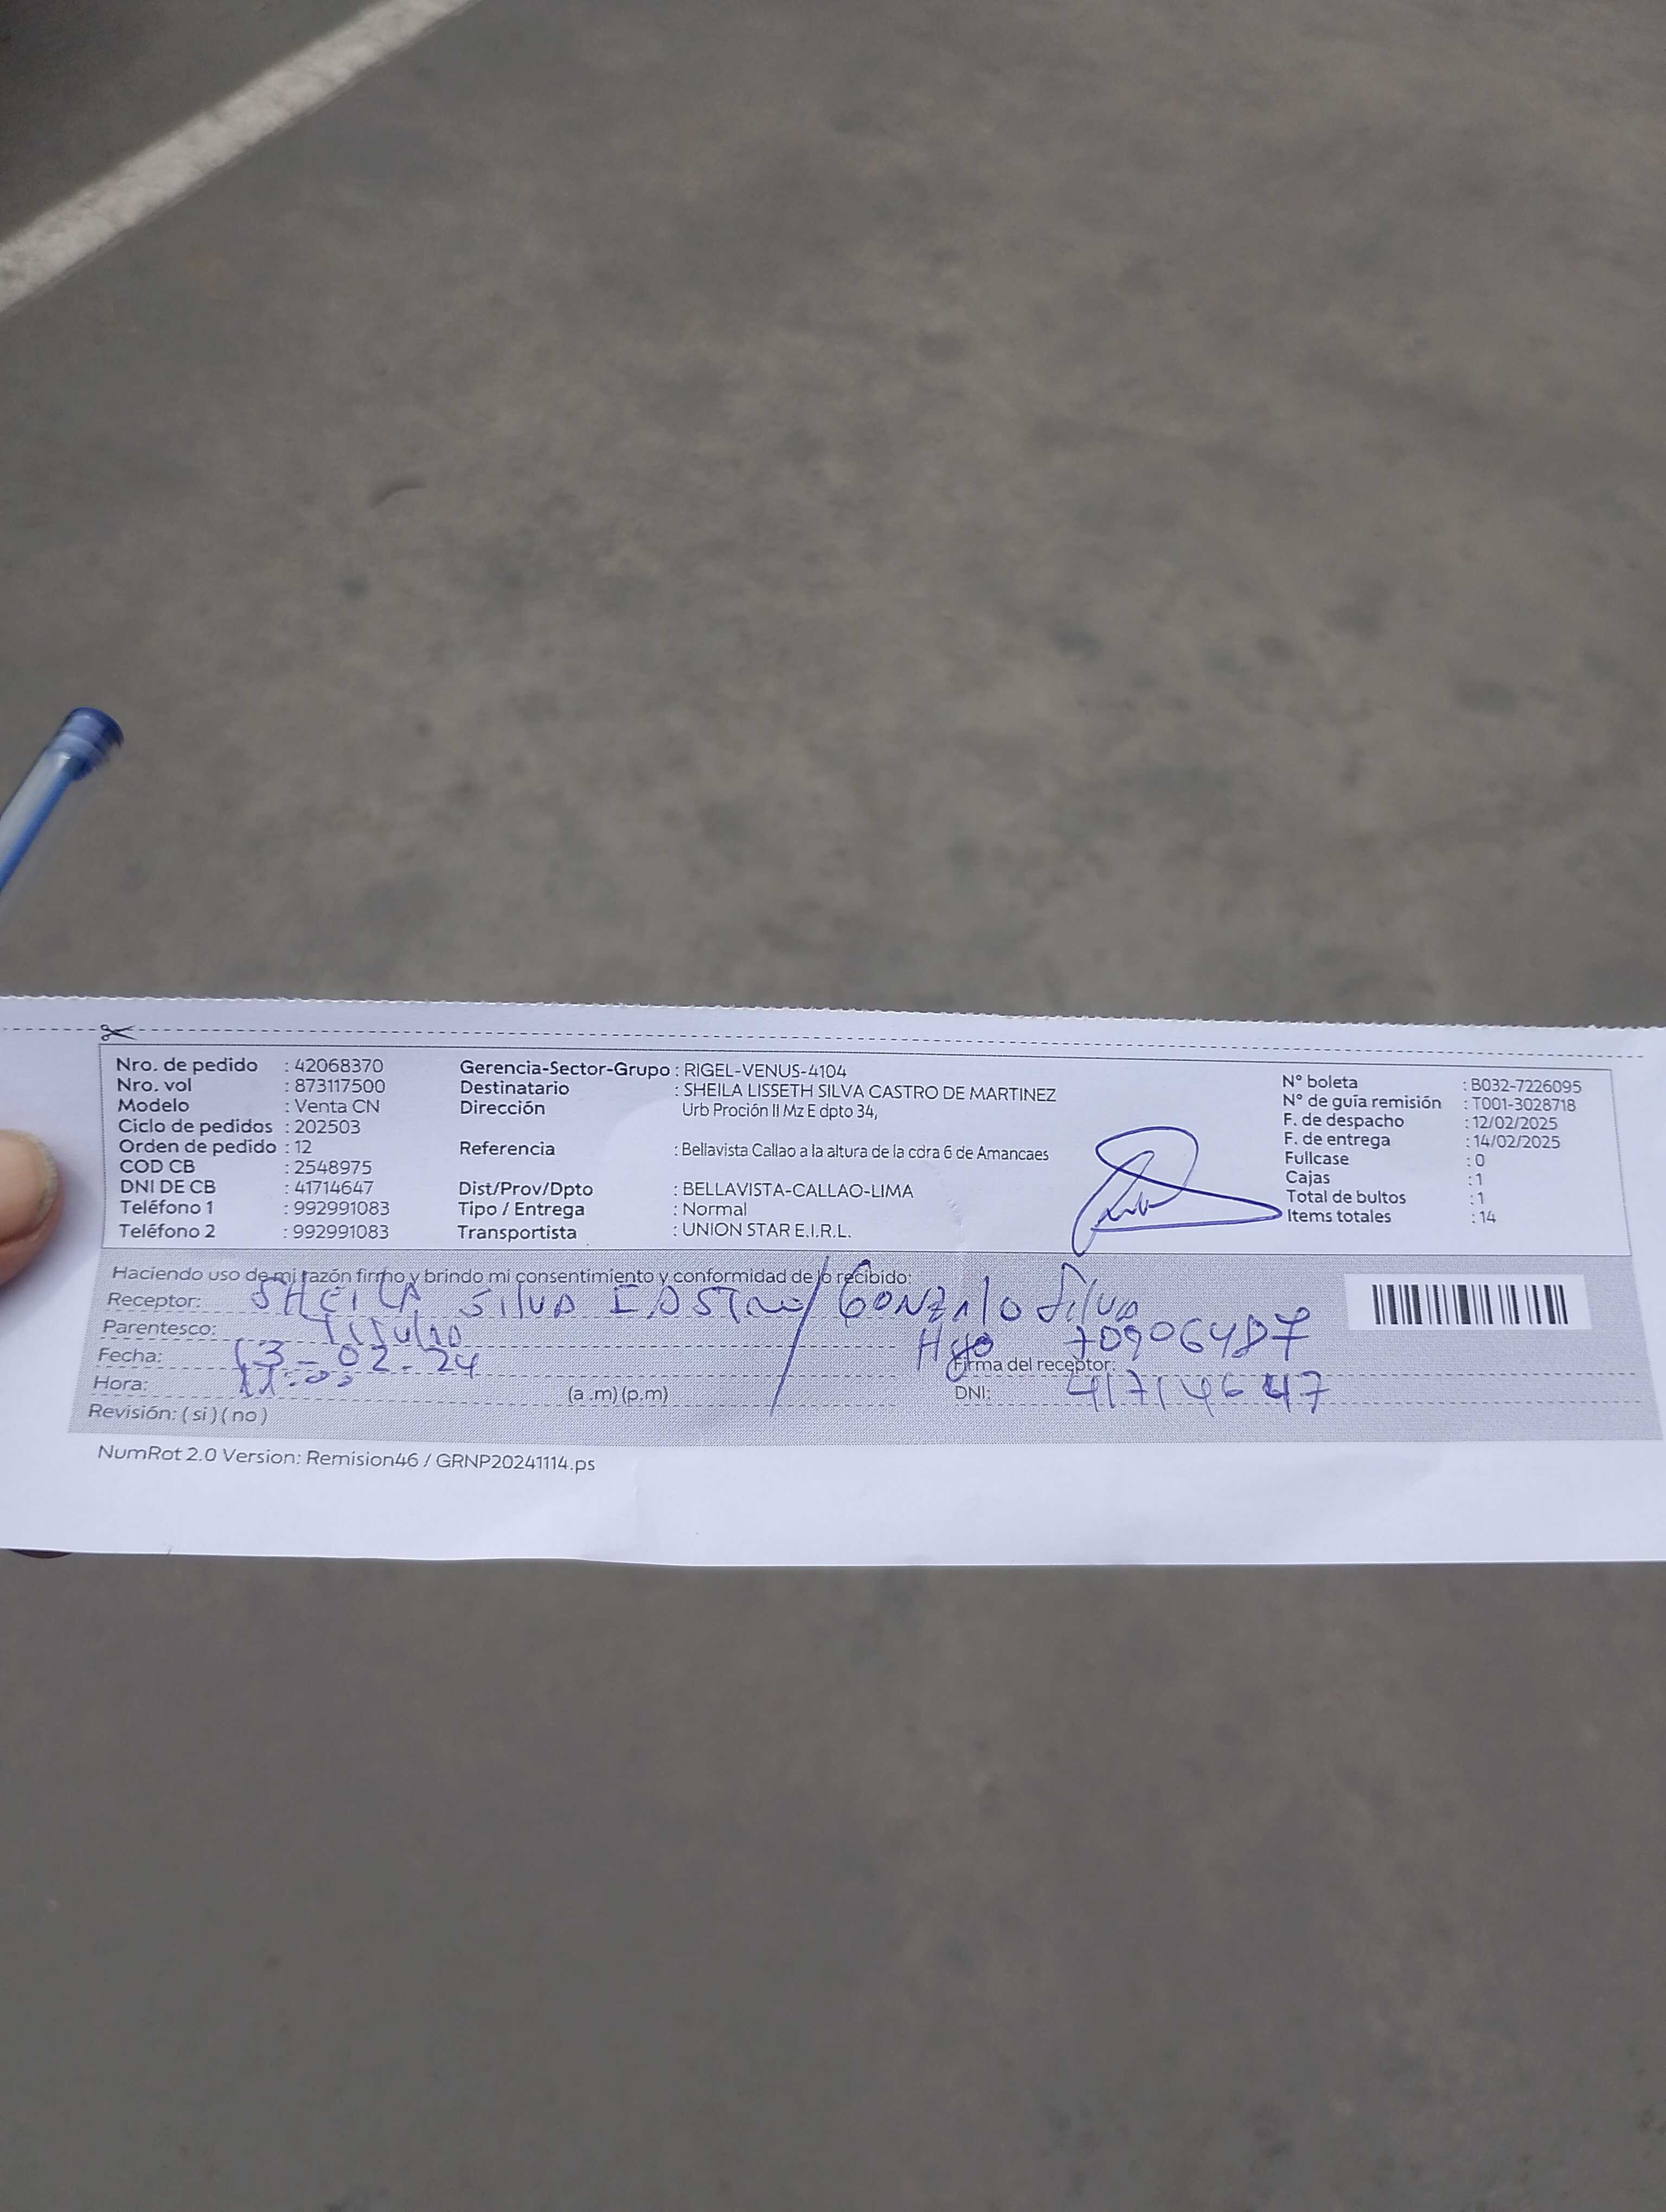 Nro. de pedido : 42068370
Nro. vol : 873117500
Modelo : Venta CN
Ciclo de pedidos : 202503
Orden de pedido : 12
COD CB : 2548975
DNI DE CB : 41714647
Teléfono 1 : 992991083
Teléfono 2 : 992991083
Gerencia-Sector-Grupo : RIGEL-VENUS-4104
Destinatario : SHEILA LISSETH SILVA CASTRO DE MARTINEZ
Dirección Urb Proción II Mz E dpto 34,
Referencia : Bellavista Callao a la altura de la cdra 6 de Amancaes
Dist/Prov/Dpto : BELLAVISTA-CALLAO-LIMA
Tipo / Entrega : Normal
Transportista : UNION STAR E.I.R.L.
N° boleta : B032-7226095
N° de guía remisión : T001-3028718
F. de despacho : 12/02/2025
F. de entrega : 14/02/2025
Fullcase : 0
Cajas : 1
Total de bultos : 1
Items totales : 14
Haciendo uso de mi razón firmo y brindo mi consentimiento y conformidad de lo recibido:
Receptor: SHEILA SILVA CASTRO / GONZALO Silva
Parentesco: Titular Hijo
Fecha: 13-02-24 Firma del receptor:
Hora: 11:00 (a .m) (p.m) DNI: 41714647
Revisión: ( si ) ( no )
NumRot 2.0 Version: Remision46 / GRNP20241114.ps